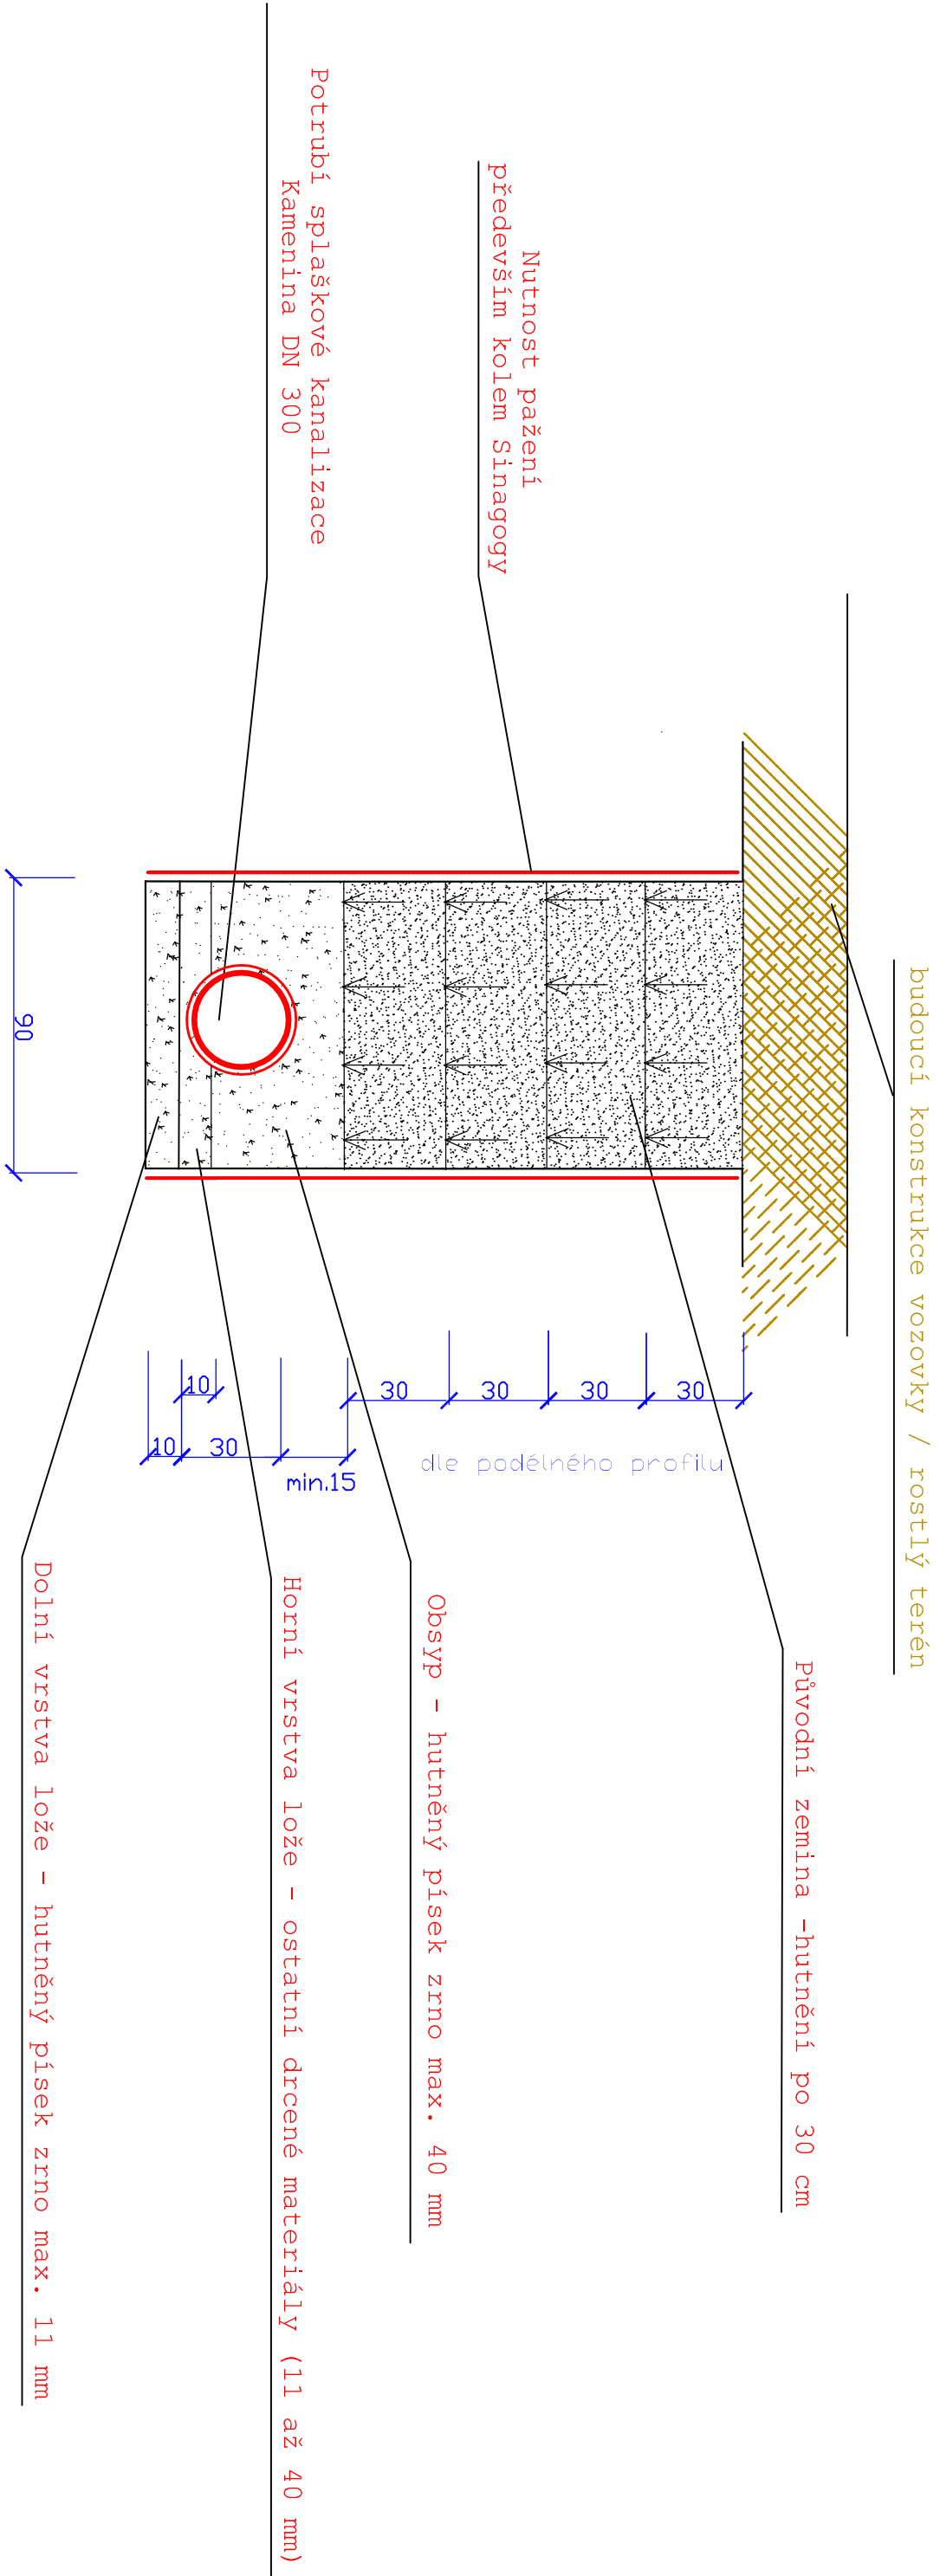 budoucí konstrukce vozovky / rostlý terén
Původní zemina -hutnění po 30 cm
Nutnost pažení
především kolem Sinagogy
Obsyp - hutněný písek zrno max. 40 mm
Potrubí splaškové kanalizace
Kamenina DN 300
Horní vrstva lože - ostatní drcené materiály (11 až 40 mm)
Dolní vrstva lože - hutněný písek zrno max. 11 mm
30
30
30
30
dle podélného profilu
min.15
30
10
10
90